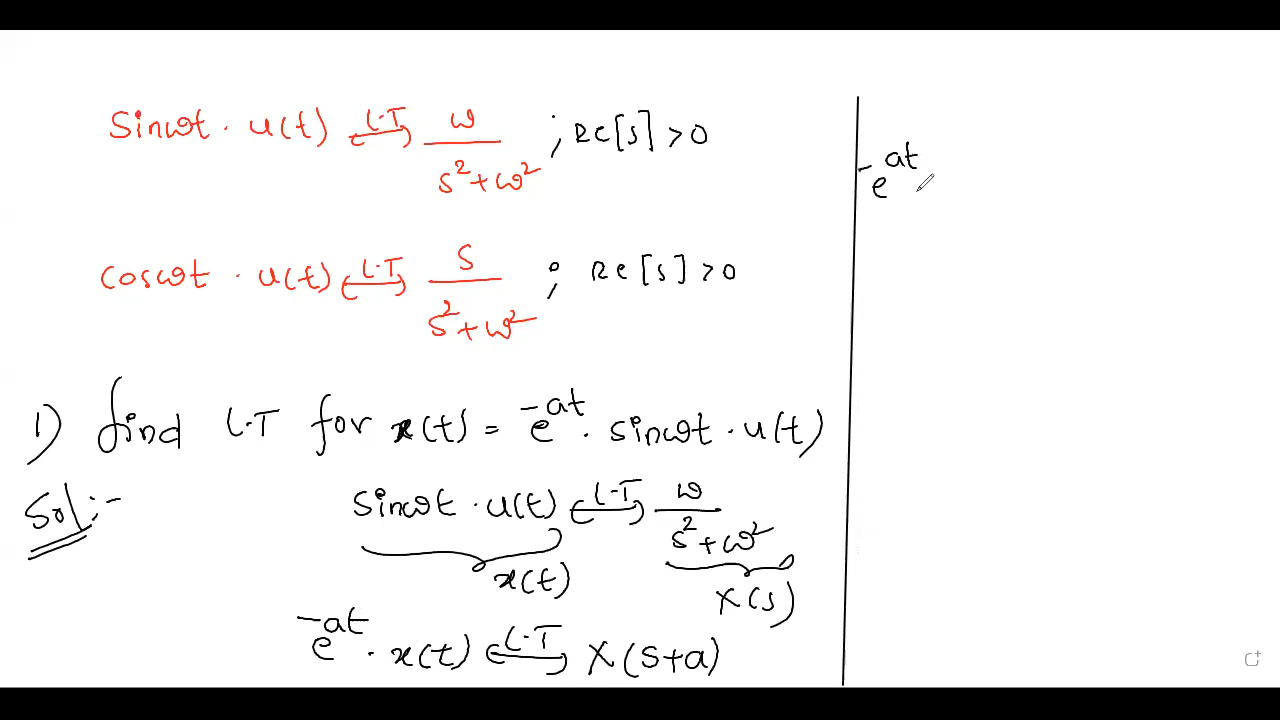 sinωt · u(t) L·T ω / s²+ω² ; Re[s] > 0
cosωt · u(t) L·T s / s²+ω² ; Re[s] > 0
1) find L·T for x(t) = e^-at · sinωt · u(t)
Sol:-
sinωt · u(t) L·T ω / s²+ω²
x(t) X(s)
e^-at · x(t) L·T X(s+a)
e^-at